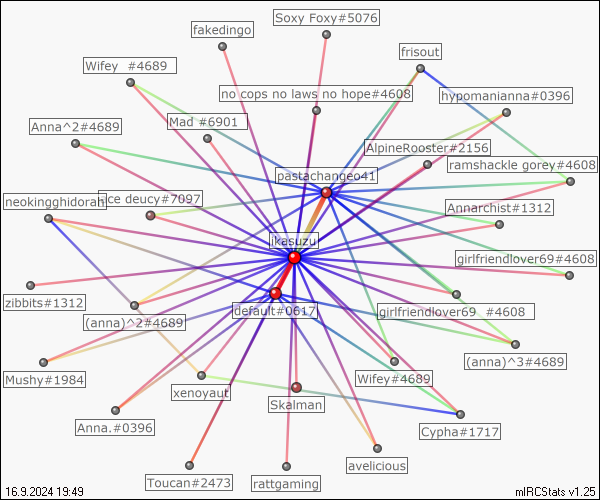 Soxy Foxy#5076
fakedingo
frisout
Wifey  #4689
no cops no laws no hope#4608
hypomanianna#0396
Anna^2#4689
Mad #6901
AlpineRooster#2156
ramshackle gorey#4608
pastachangeo41
neokingghidorah
ice deucy#7097
Annarchist#1312
ikasuzu
girlfriendlover69#4608
zibbits#1312
default#0617
girlfriendlover69  #4608
(anna)^2#4689
(anna)^3#4689
Mushy#1984
Wifey#4689
xenoyaut
Skalman
Anna.#0396
Cypha#1717
avelicious
Toucan#2473
rattgaming
16.9.2024 19:49
mIRCStats v1.25